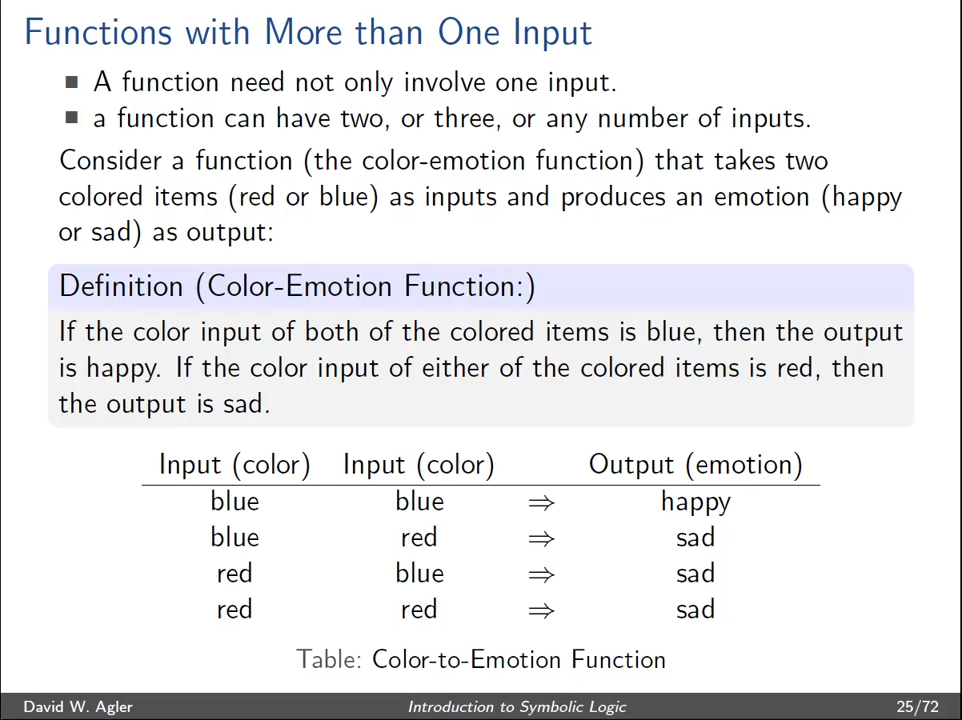 Functions with More than One Input
■ A function need not only involve one input.
■ a function can have two, or three, or any number of inputs.
Consider a function (the color-emotion function) that takes two
colored items (red or blue) as inputs and produces an emotion (happy
or sad) as output:
Definition (Color-Emotion Function:)
If the color input of both of the colored items is blue, then the output
is happy. If the color input of either of the colored items is red, then
the output is sad.
Input (color) Input (color) Output (emotion)
blue blue ⇒ happy
blue red ⇒ sad
red blue ⇒ sad
red red ⇒ sad
Table: Color-to-Emotion Function
David W. Agler Introduction to Symbolic Logic 25/72